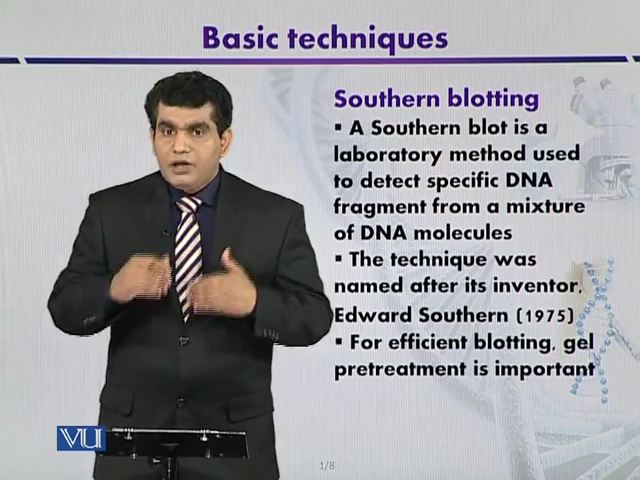 Basic techniques
Southern blotting
▪ A Southern blot is a
laboratory method used
to detect specific DNA
fragment from a mixture
of DNA molecules
▪ The technique was
named after its inventor,
Edward Southern (1975)
▪ For efficient blotting, gel
pretreatment is important
VU
1/8